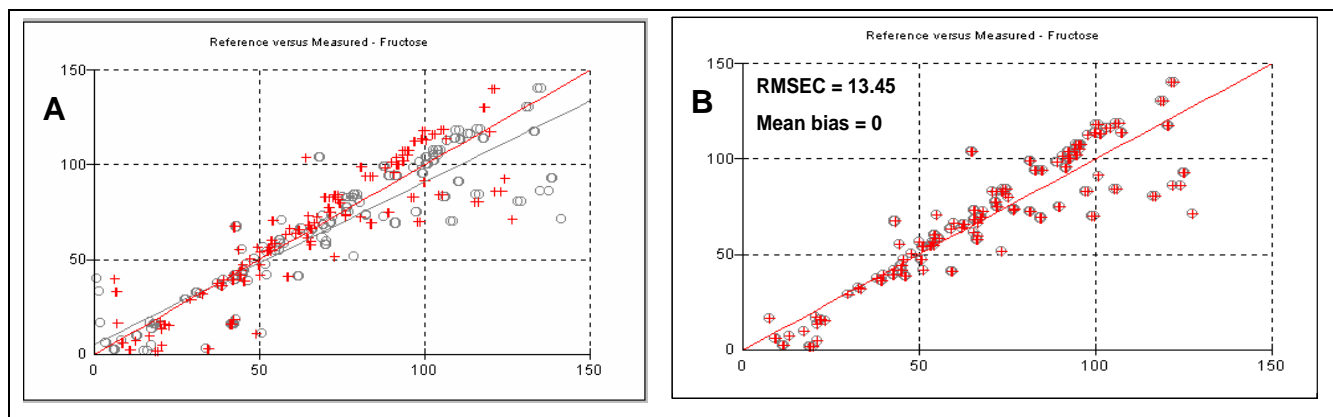 Reference versus Measured - Fructose
A
150
100
50
0
0 50 100 150
Reference versus Measured - Fructose
B
RMSEC = 13.45
Mean bias = 0
150
100
50
0
0 50 100 150